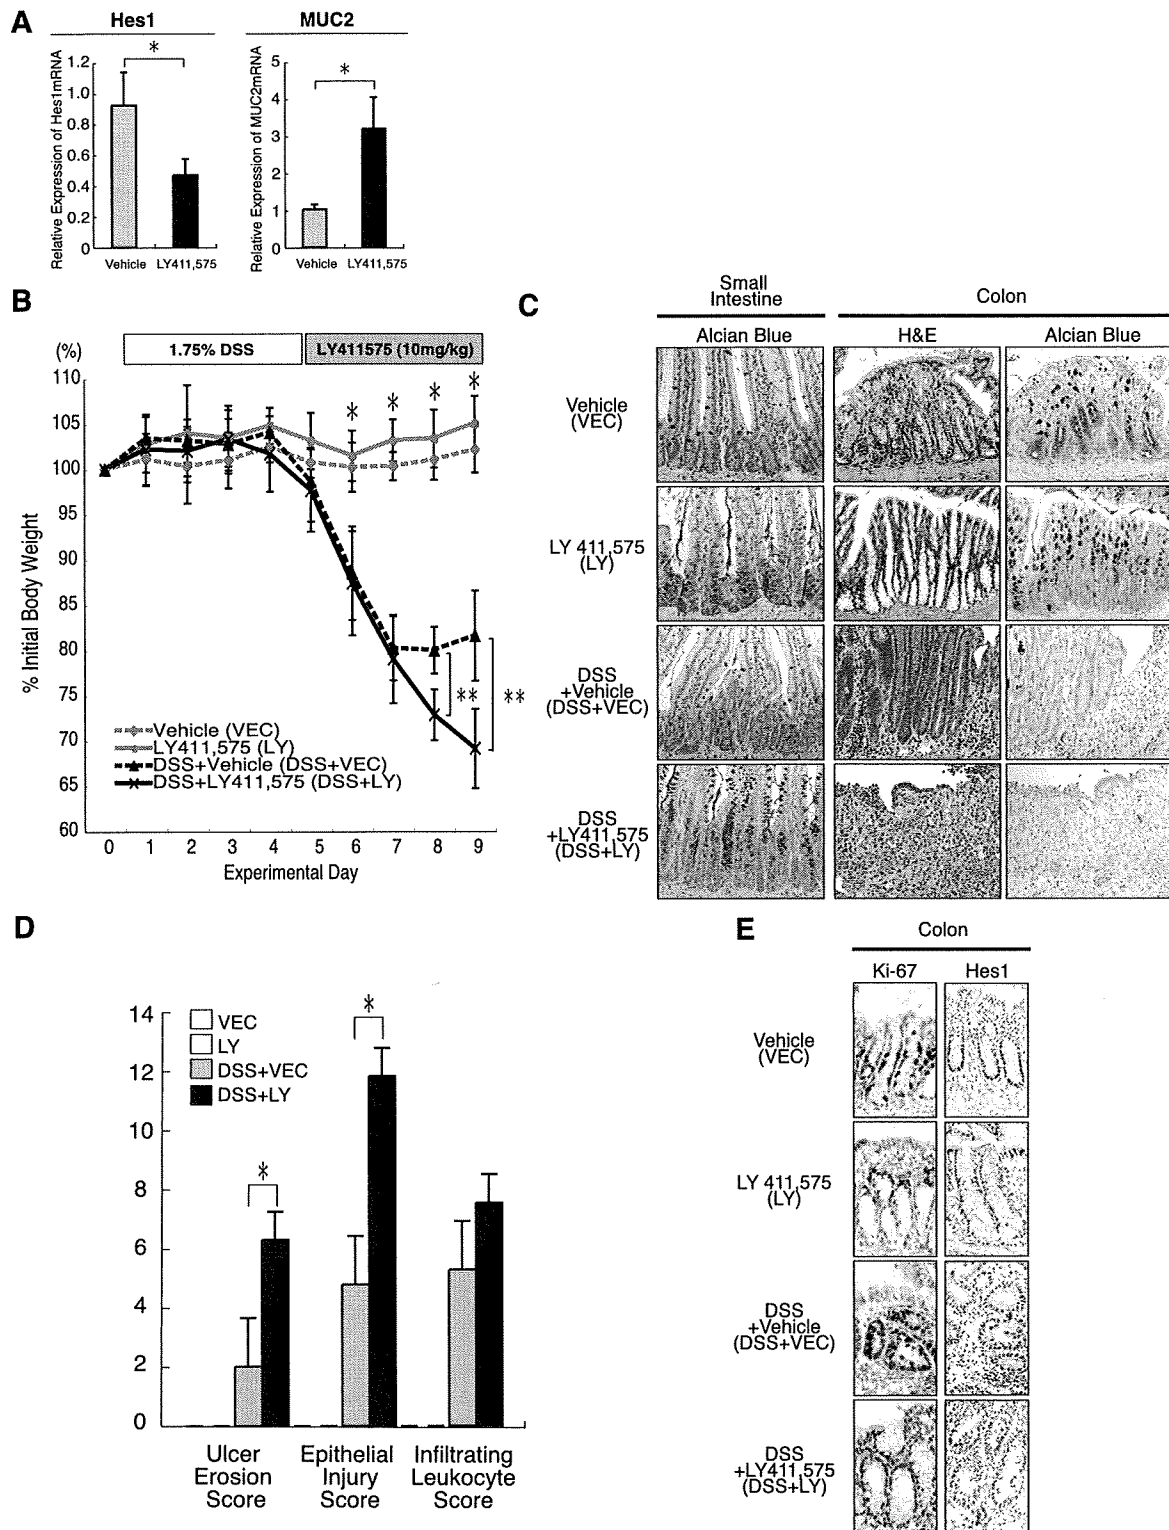 A
Hes1
MUC2
Relative Expression of Hes1mRNA
1.2
1.0
0.8
0.6
0.4
0.2
0
*
Vehicle
LY411,575
Relative Expression of MUC2mRNA
5
4
3
2
1
0
*
Vehicle
LY411,575
B
(%)
1.75% DSS
LY411575 (10mg/kg)
% Initial Body Weight
110
105
100
95
90
85
80
75
70
65
60
* * * *
** **
Vehicle (VEC)
LY411,575 (LY)
DSS+Vehicle (DSS+VEC)
DSS+LY411,575 (DSS+LY)
0 1 2 3 4 5 6 7 8 9
Experimental Day
C
Small
Intestine
Colon
Alcian Blue
H&E
Alcian Blue
Vehicle
(VEC)
LY 411,575
(LY)
DSS
+Vehicle
(DSS+VEC)
DSS
+LY411,575
(DSS+LY)
D
14
12
10
8
6
4
2
0
VEC
LY
DSS+VEC
DSS+LY
*
*
Ulcer
Erosion
Score
Epithelial
Injury
Score
Infiltrating
Leukocyte
Score
E
Colon
Ki-67
Hes1
Vehicle
(VEC)
LY 411,575
(LY)
DSS
+Vehicle
(DSS+VEC)
DSS
+LY411,575
(DSS+LY)